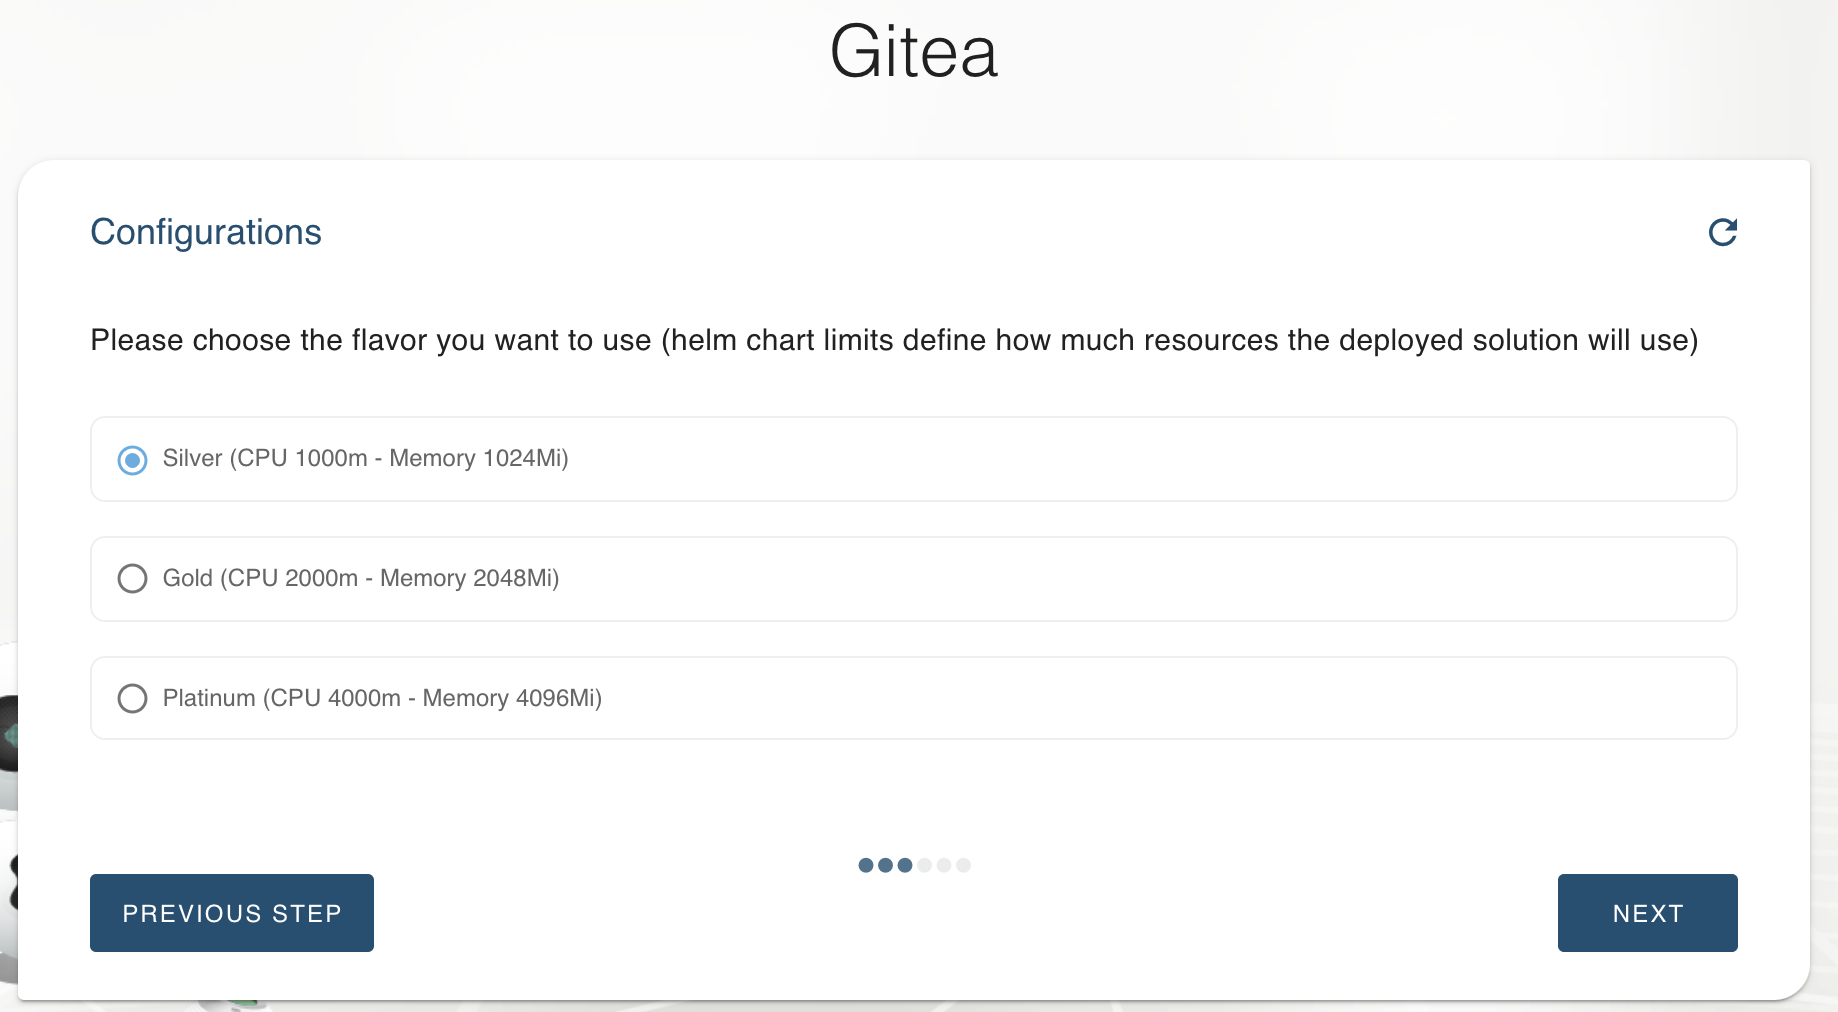 Gitea
Configurations
Please choose the flavor you want to use (helm chart limits define how much resources the deployed solution will use)
Silver (CPU 1000m - Memory 1024Mi)
Gold (CPU 2000m - Memory 2048Mi)
Platinum (CPU 4000m - Memory 4096Mi)
PREVIOUS STEP
NEXT